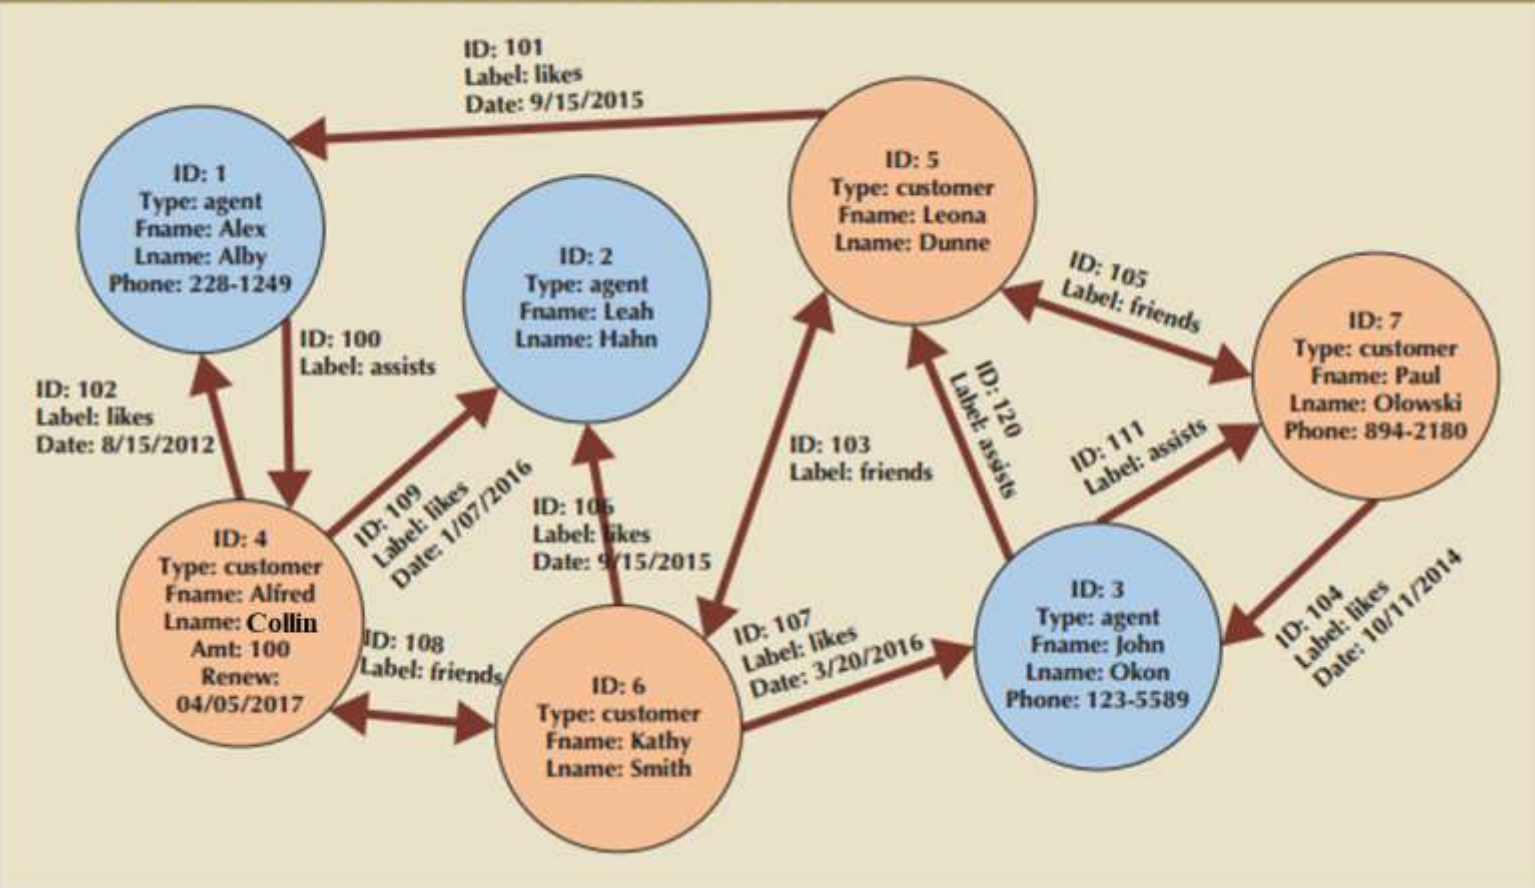 ID: 101
Label: likes
Date: 9/15/2015
ID: 1
Type: agent
Fname: Alex
Lname: Alby
Phone: 228-1249
ID: 2
Type: agent
Fname: Leah
Lname: Hahn
ID: 5
Type: customer
Fname: Leona
Lname: Dunne
ID: 105
Label: friends
ID: 7
Type: customer
Fname: Paul
Lname: Olowski
Phone: 894-2180
ID: 100
Label: assists
ID: 102
Label: likes
Date: 8/15/2012
ID: 109
Label: likes
Date: 1/07/2016
ID: 106
Label: likes
Date: 9/15/2015
ID: 103
Label: friends
ID: 120
Label: assists
ID: 111
Label: assists
ID: 4
Type: customer
Fname: Alfred
Lname: Collin
Amt: 100
Renew:
04/05/2017
ID: 108
Label: friends
ID: 6
Type: customer
Fname: Kathy
Lname: Smith
ID: 107
Label: likes
Date: 3/20/2016
ID: 3
Type: agent
Fname: John
Lname: Okon
Phone: 123-5589
ID: 104
Label: likes
Date: 10/11/2014